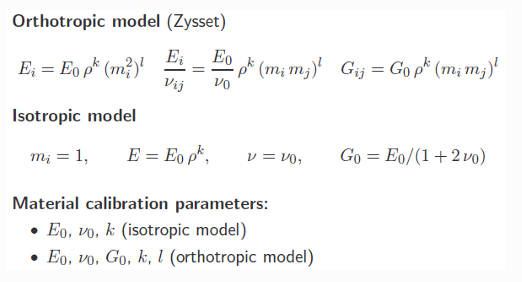 Orthotropic model (Zysset)
E_i = E_0 ρ^k (m_i^2)^l   E_i/ν_ij = E_0/ν_0 ρ^k (m_i m_j)^l   G_ij = G_0 ρ^k (m_i m_j)^l
Isotropic model
m_i = 1,   E = E_0 ρ^k,   ν = ν_0,   G_0 = E_0/(1 + 2 ν_0)
Material calibration parameters:
• E_0, ν_0, k (isotropic model)
• E_0, ν_0, G_0, k, l (orthotropic model)